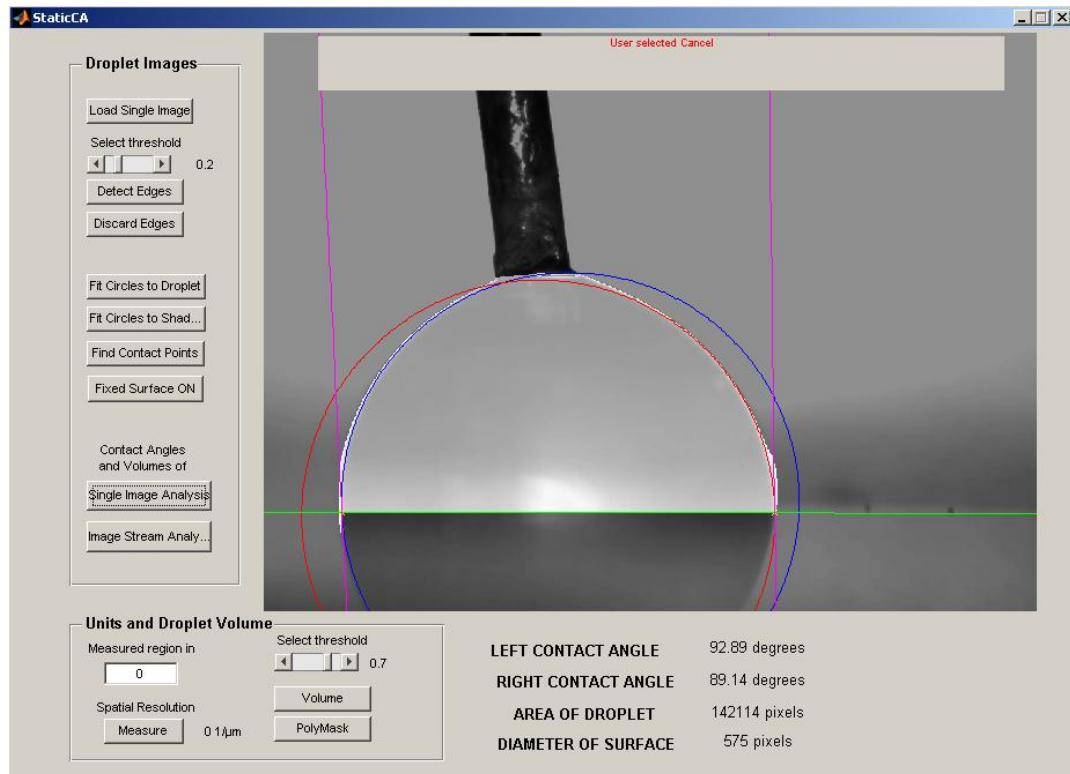 StaticCA
User selected Cancel
Droplet Images
Load Single Image
Select threshold
0.2
Detect Edges
Discard Edges
Fit Circles to Droplet
Fit Circles to Shad...
Find Contact Points
Fixed Surface ON
Contact Angles
and Volumes of
Single Image Analysis
Image Stream Analy...
Units and Droplet Volume
Measured region in
0
Spatial Resolution
Measure
0 1/µm
Select threshold
0.7
Volume
PolyMask
LEFT CONTACT ANGLE 92.89 degrees
RIGHT CONTACT ANGLE 89.14 degrees
AREA OF DROPLET 142114 pixels
DIAMETER OF SURFACE 575 pixels